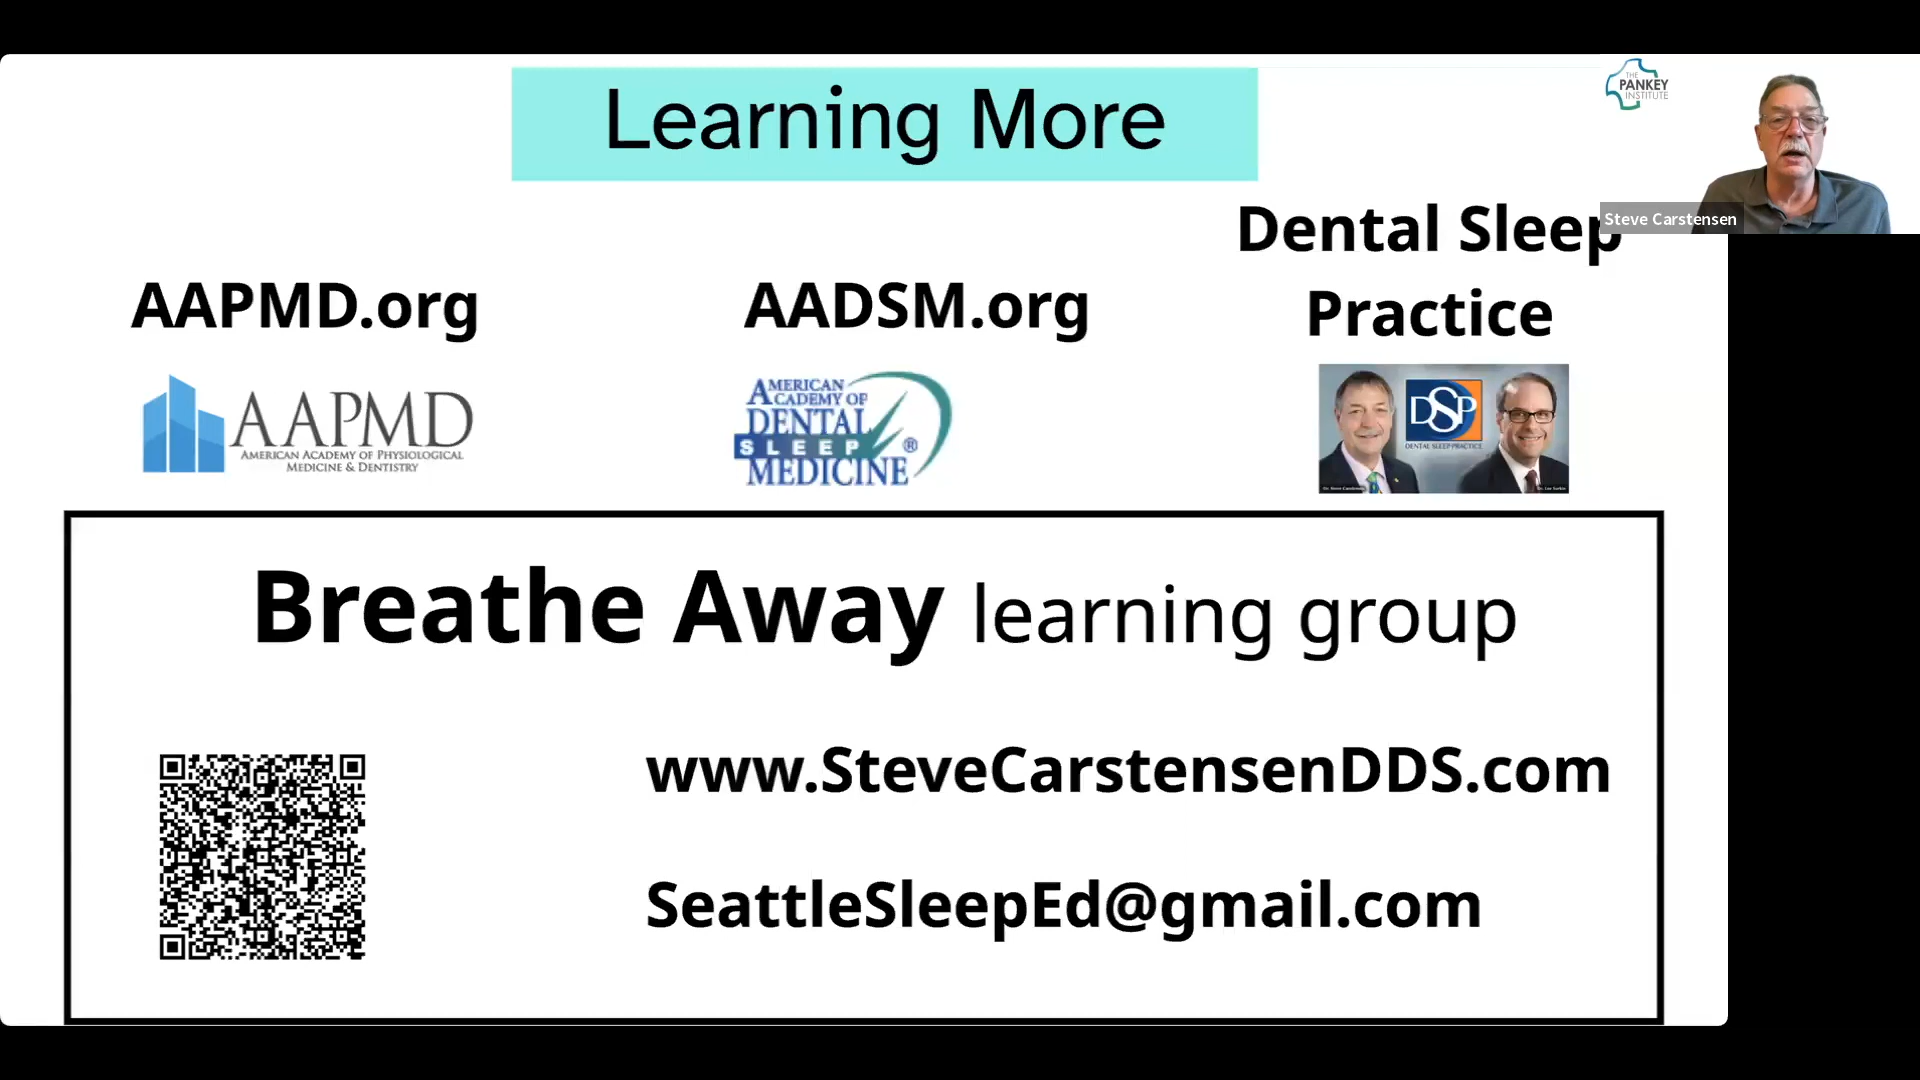 Learning More
THE
PANKEY
INSTITUTE
Steve Carstensen
AAPMD.org
AADSM.org
Dental Sleep
Practice
AAPMD
AMERICAN ACADEMY OF PHYSIOLOGICAL
MEDICINE & DENTISTRY
AMERICAN
ACADEMY OF
DENTAL
SLEEP
MEDICINE
®
DSP
DENTAL SLEEP PRACTICE
Breathe Away learning group
www.SteveCarstensenDDS.com
SeattleSleepEd@gmail.com